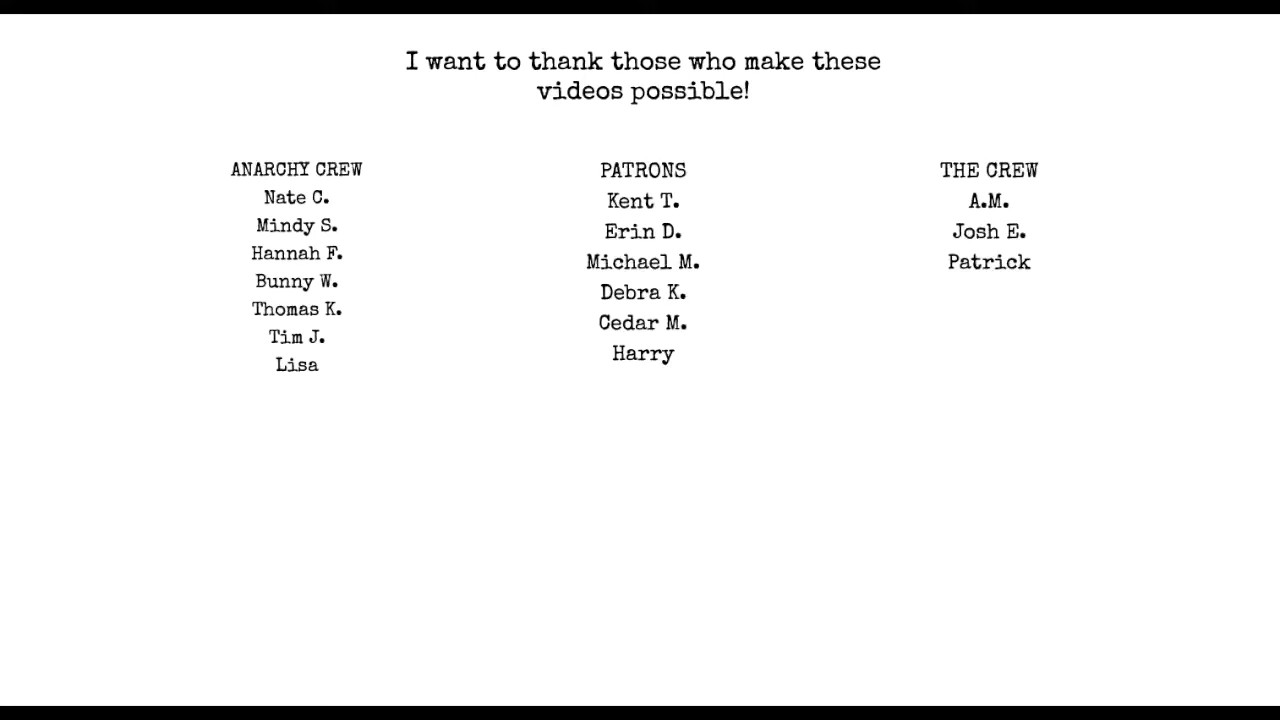 I want to thank those who make these
videos possible!
ANARCHY CREW
Nate C.
Mindy S.
Hannah F.
Bunny W.
Thomas K.
Tim J.
Lisa
PATRONS
Kent T.
Erin D.
Michael M.
Debra K.
Cedar M.
Harry
THE CREW
A.M.
Josh E.
Patrick